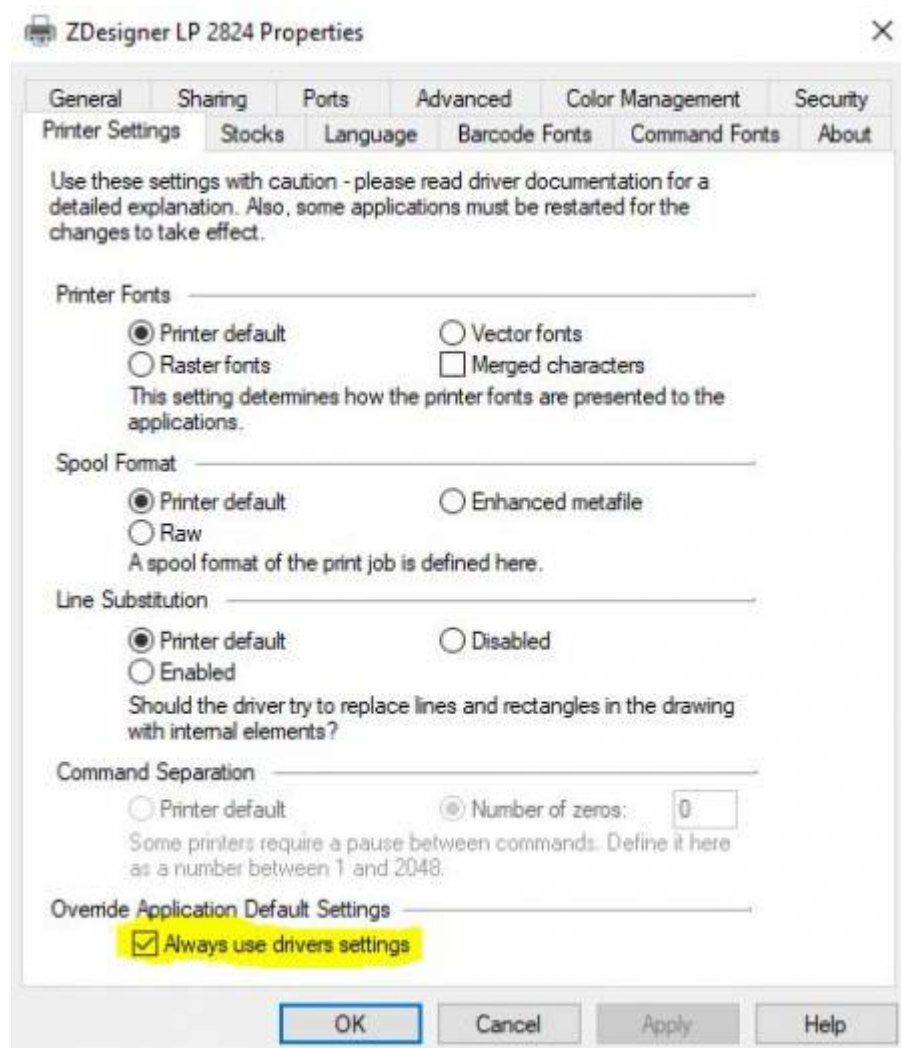 ZDesigner LP 2824 Properties
General Sharing Ports Advanced Color Management Security
Printer Settings Stocks Language Barcode Fonts Command Fonts About
Use these settings with caution - please read driver documentation for a
detailed explanation. Also, some applications must be restarted for the
changes to take effect.
Printer Fonts
Printer default Vector fonts
Raster fonts Merged characters
This setting determines how the printer fonts are presented to the
applications.
Spool Format
Printer default Enhanced metafile
Raw
A spool format of the print job is defined here.
Line Substitution
Printer default Disabled
Enabled
Should the driver try to replace lines and rectangles in the drawing
with internal elements?
Command Separation
Printer default Number of zeros: 0
Some printers require a pause between commands. Define it here
as a number between 1 and 2048.
Override Application Default Settings
Always use drivers settings
OK Cancel Apply Help